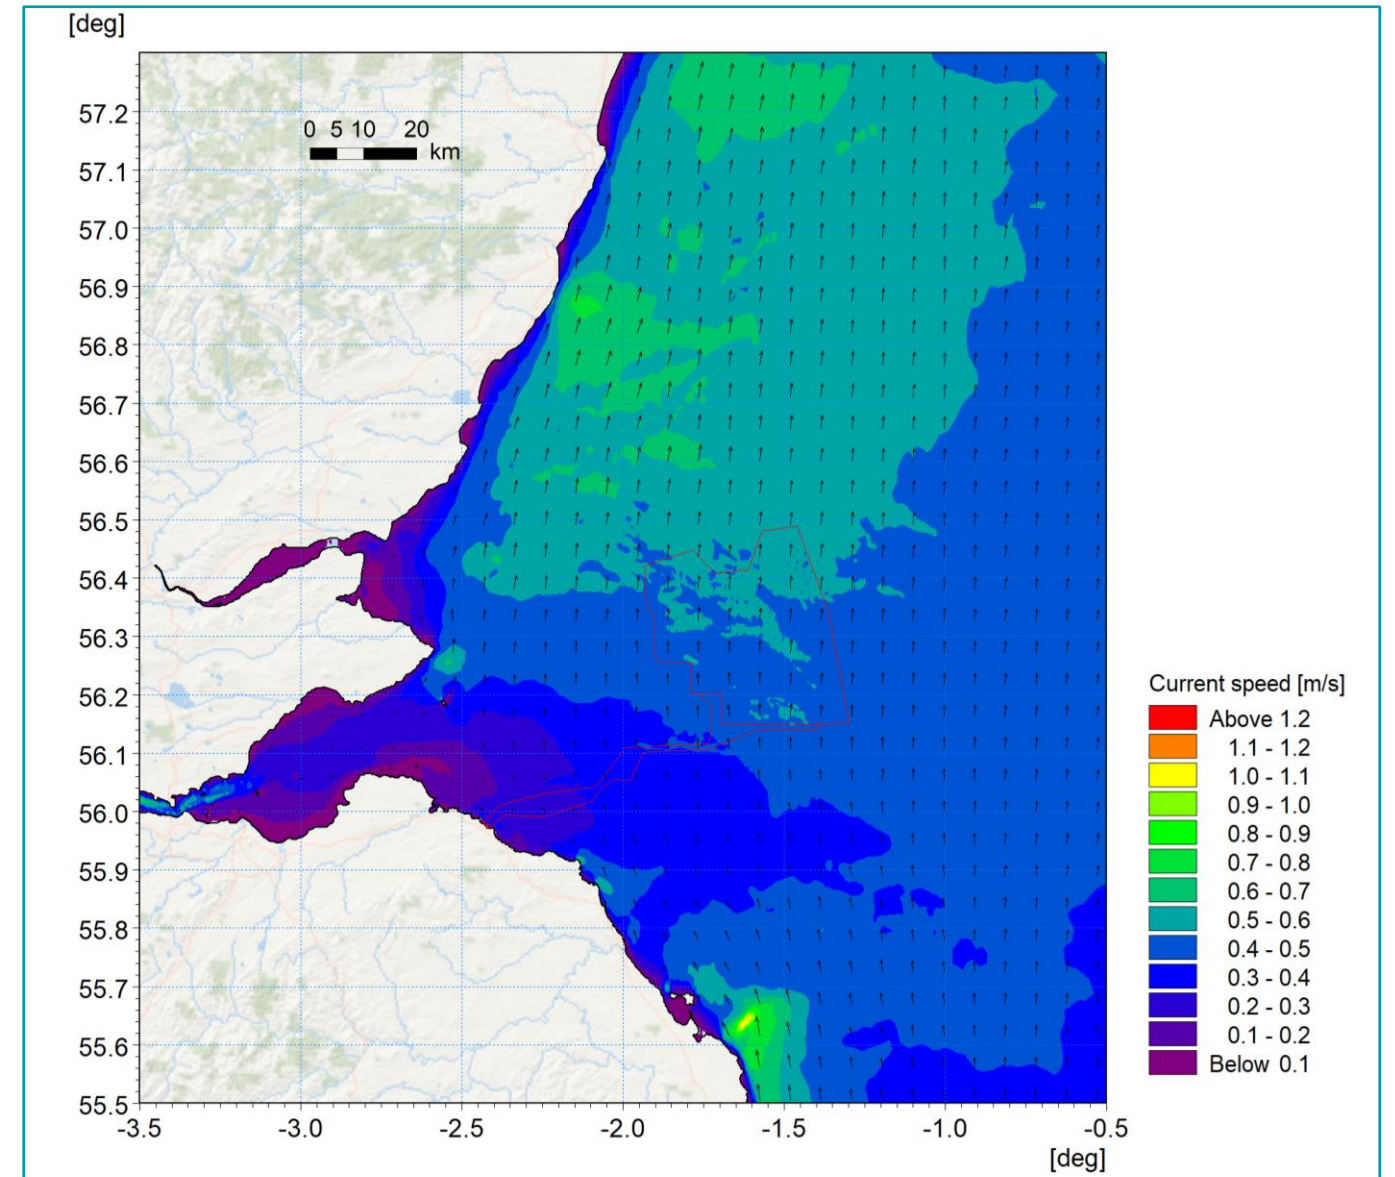 [deg]
57.2
57.1
57.0
56.9
56.8
56.7
56.6
56.5
56.4
56.3
56.2
56.1
56.0
55.9
55.8
55.7
55.6
55.5
0 5 10 20
km
-3.5 -3.0 -2.5 -2.0 -1.5 -1.0 -0.5
[deg]
Current speed [m/s]
Above 1.2
1.1 - 1.2
1.0 - 1.1
0.9 - 1.0
0.8 - 0.9
0.7 - 0.8
0.6 - 0.7
0.5 - 0.6
0.4 - 0.5
0.3 - 0.4
0.2 - 0.3
0.1 - 0.2
Below 0.1